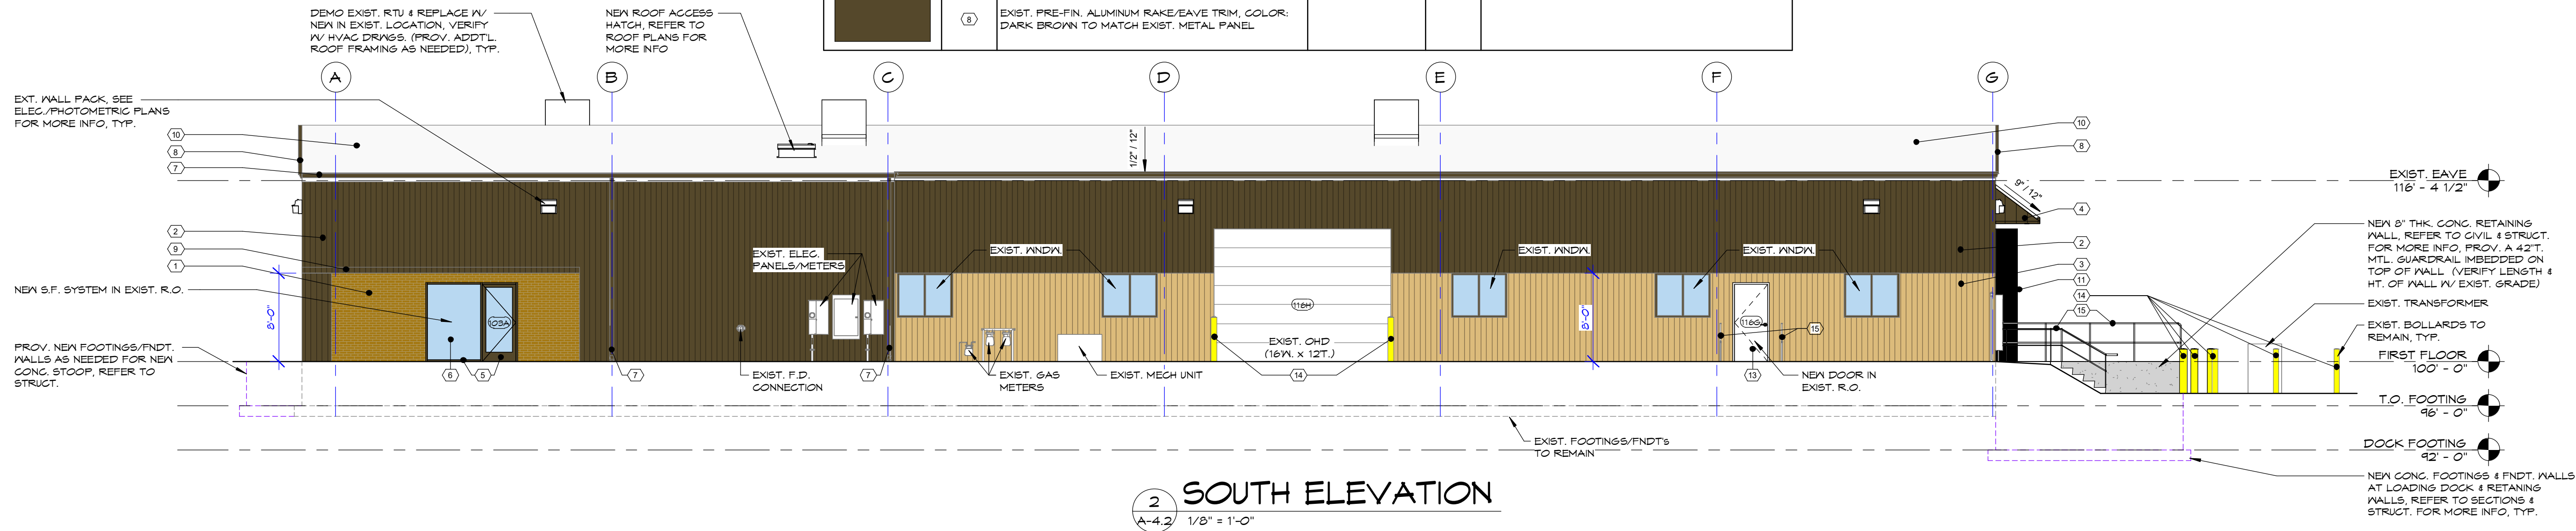 8
EXIST. PRE-FIN. ALUMINUM RAKE/EAVE TRIM, COLOR:
DARK BROWN TO MATCH EXIST. METAL PANEL
DEMO EXIST. RTU & REPLACE W/
NEW IN EXIST. LOCATION, VERIFY
W/ HVAC DRWGS. (PROV. ADDT'L.
ROOF FRAMING AS NEEDED), TYP.
NEW ROOF ACCESS
HATCH, REFER TO
ROOF PLANS FOR
MORE INFO
A
B
C
D
E
F
G
EXT. WALL PACK, SEE
ELEC./PHOTOMETRIC PLANS
FOR MORE INFO, TYP.
10
8
7
2
9
1
NEW S.F. SYSTEM IN EXIST. R.O.
8'-0"
PROV. NEW FOOTINGS/FNDT.
WALLS AS NEEDED FOR NEW
CONC. STOOP, REFER TO
STRUCT.
103A
6
5
7
EXIST. F.D.
CONNECTION
EXIST. ELEC.
PANELS/METERS
7
EXIST. GAS
METERS
EXIST. MECH UNIT
EXIST. WNDW.
1/2" / 12"
116H
EXIST. OHD
(16'W. x 12'T.)
14
EXIST. WNDW.
8'-0"
EXIST. WNDW.
116G
15
13
NEW DOOR IN
EXIST. R.O.
EXIST. FOOTINGS/FNDT's
TO REMAIN
9" / 12"
10
8
4
2
3
11
14
15
EXIST. EAVE
116' - 4 1/2"
NEW 8" THK. CONC. RETAINING
WALL, REFER TO CIVIL & STRUCT.
FOR MORE INFO, PROV. A 42"T.
MTL. GUARDRAIL IMBEDDED ON
TOP OF WALL (VERIFY LENGTH &
HT. OF WALL W/ EXIST. GRADE)
EXIST. TRANSFORMER
EXIST. BOLLARDS TO
REMAIN, TYP.
FIRST FLOOR
100' - 0"
T.O. FOOTING
96' - 0"
DOCK FOOTING
92' - 0"
NEW CONC. FOOTINGS & FNDT. WALLS
AT LOADING DOCK & RETANING
WALLS, REFER TO SECTIONS &
STRUCT. FOR MORE INFO, TYP.
2
A-4.2
SOUTH ELEVATION
1/8" = 1'-0"